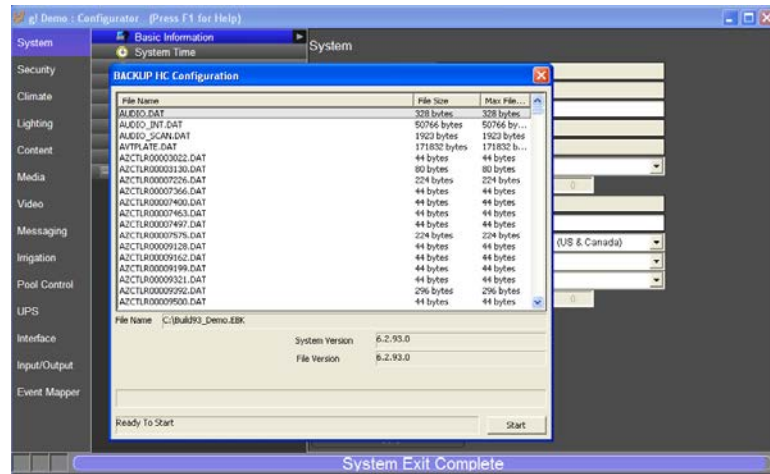 g! Demo : Configurator (Press F1 for Help)
System
Security
Climate
Lighting
Content
Media
Video
Messaging
Irrigation
Pool Control
UPS
Interface
Input/Output
Event Mapper
Basic Information
System Time
System
BACKUP HC Configuration
File Name File Size Max File...
AUDIO.DAT 328 bytes 328 bytes
AUDIO_INT.DAT 50766 bytes 50766 by...
AUDIO_SCAN.DAT 1923 bytes 1923 bytes
AVTPLATE.DAT 171832 bytes 171832 b...
AZCTLR00003022.DAT 44 bytes 44 bytes
AZCTLR00003130.DAT 80 bytes 80 bytes
AZCTLR00007226.DAT 224 bytes 224 bytes
AZCTLR00007366.DAT 44 bytes 44 bytes
AZCTLR00007400.DAT 44 bytes 44 bytes
AZCTLR00007463.DAT 44 bytes 44 bytes
AZCTLR00007497.DAT 44 bytes 44 bytes
AZCTLR00007575.DAT 224 bytes 224 bytes
AZCTLR00009128.DAT 44 bytes 44 bytes
AZCTLR00009162.DAT 44 bytes 44 bytes
AZCTLR00009199.DAT 44 bytes 44 bytes
AZCTLR00009321.DAT 44 bytes 44 bytes
AZCTLR00009392.DAT 296 bytes 296 bytes
AZCTLR00009500.DAT 44 bytes 44 bytes
File Name C:\Build93_Demo.EBK
System Version 6.2.93.0
File Version 6.2.93.0
Ready To Start Start
0
(US & Canada)
0
System Exit Complete